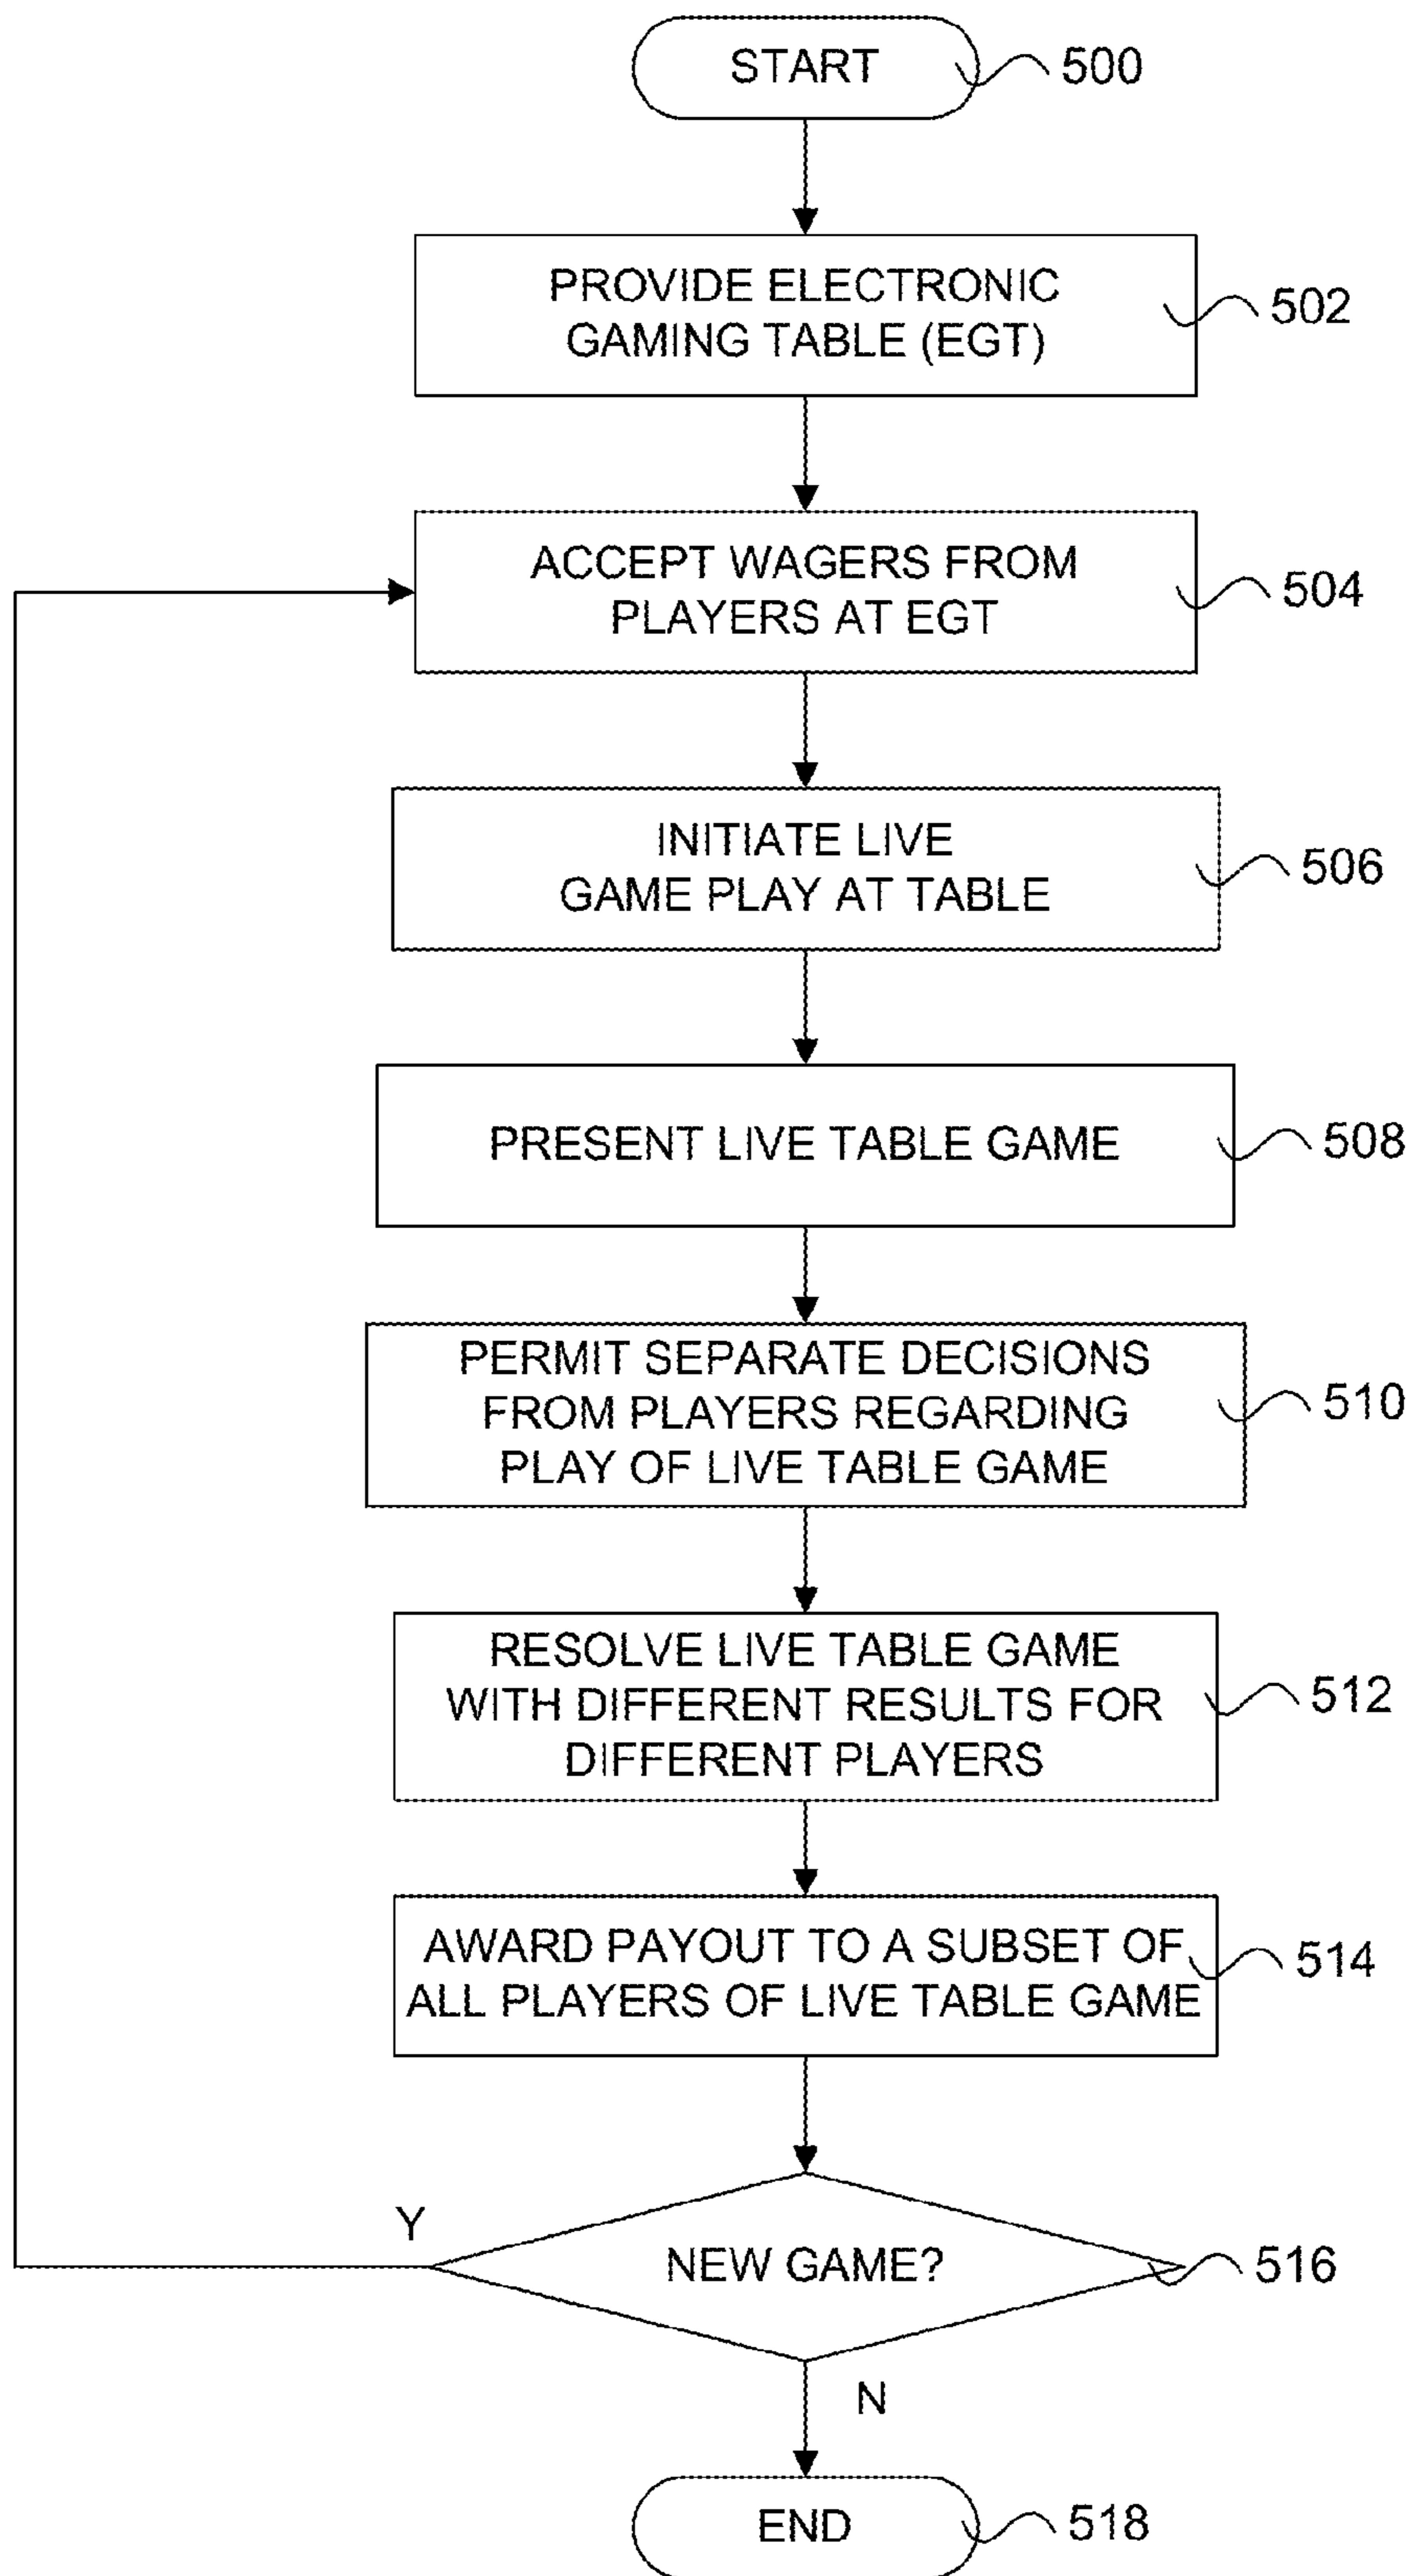 START
500
PROVIDE ELECTRONIC
GAMING TABLE (EGT)
502
ACCEPT WAGERS FROM
PLAYERS AT EGT
504
INITIATE LIVE
GAME PLAY AT TABLE
506
PRESENT LIVE TABLE GAME
508
PERMIT SEPARATE DECISIONS
FROM PLAYERS REGARDING
PLAY OF LIVE TABLE GAME
510
RESOLVE LIVE TABLE GAME
WITH DIFFERENT RESULTS FOR
DIFFERENT PLAYERS
512
AWARD PAYOUT TO A SUBSET OF
ALL PLAYERS OF LIVE TABLE GAME
514
Y
NEW GAME?
516
N
END
518